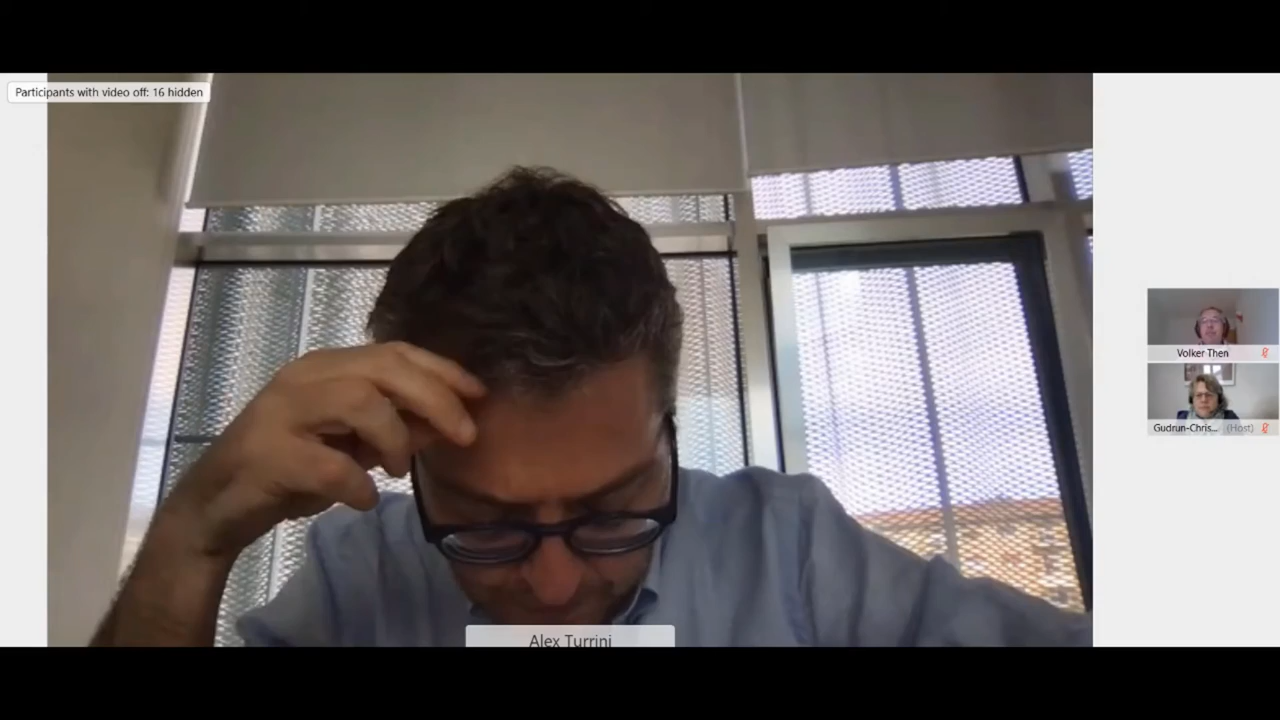 Participants with video off: 16 hidden
Volker Then
Gudrun-Chris... (Host)
Alex Turrini